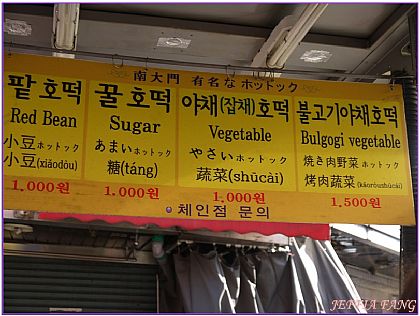 南大門 有名な ホットック
팥 호떡
Red Bean
小豆ホットック
小豆(xiǎodòu)
1.000원
꿀 호떡
Sugar
あまいホットック
糖(táng)
1.000원
야채(잡채)호떡
Vegetable
やさいホットック
蔬菜(shūcài)
1.000원
불고기야채호떡
Bulgogi vegetable
焼き肉野菜ホットック
烤肉蔬菜(kǎoròushūcài)
1.500원
체인점 문의
JEFFIA FANG